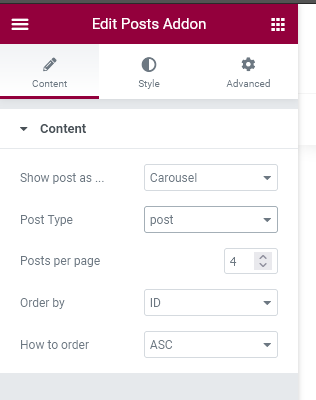 Edit Posts Addon
Content Style Advanced
Content
Show post as ... Carousel
Post Type post
Posts per page 4
Order by ID
How to order ASC